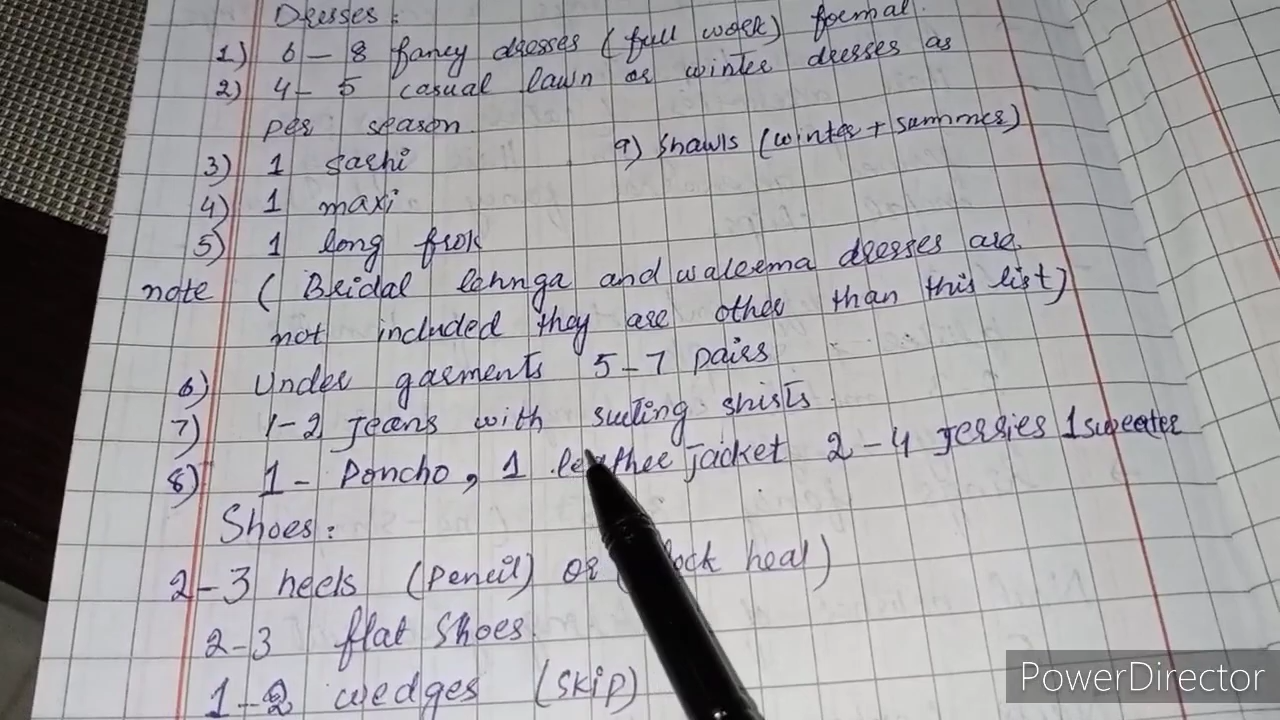 Dresses:
1) 6 - 8 fancy dresses (full work) formal.
2) 4 - 5 casual lawn or winter dresses as
per season.
9) Shawls (winter + summer)
3) 1 sarhi
4) 1 maxi
5) 1 long frok
note ( Bridal lehnga and waleema dresses are
not included they are other than this list)
6) Under garments 5-7 pairs
7) 1-2 jeans with suiting shirts.
8) 1- Poncho, 1 leather jacket 2-4 jersies 1 sweater
Shoes:
2-3 heels (pencil) or ( heal)
2-3 flat shoes.
1-2 wedges (skip)
PowerDirector